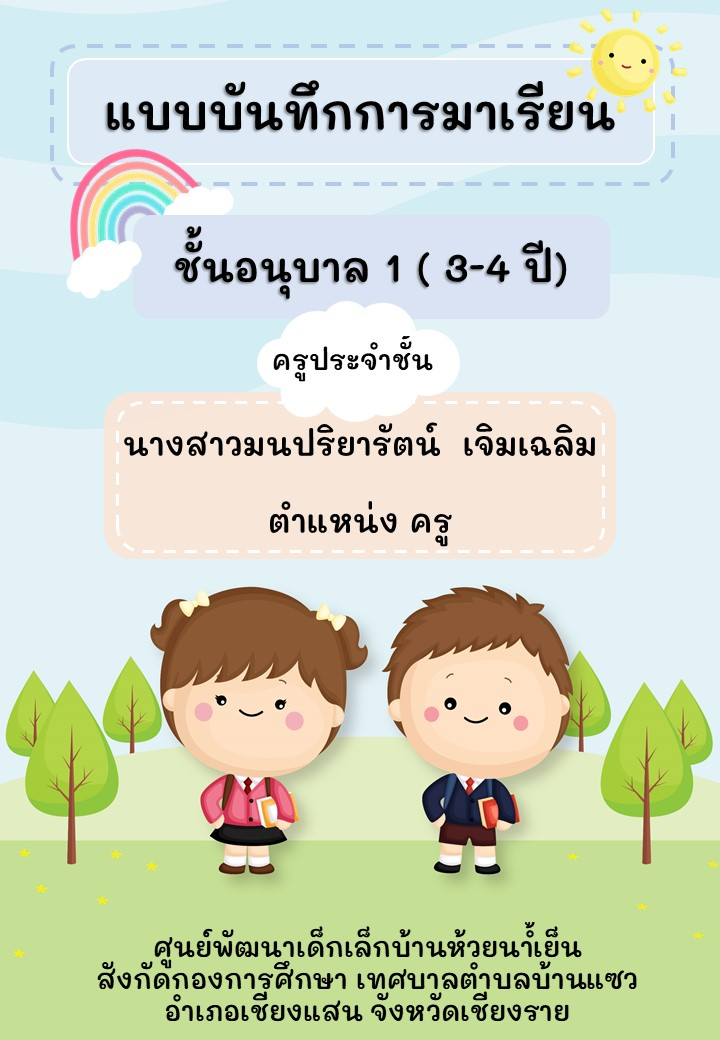 แบบบันทึกการมาเรียน
ชั้นอนุบาล 1 ( 3-4 ปี)
ครูประจำชั้น
นางสาวมนปริยารัตน์ เจิมเฉลิม
ตำแหน่ง ครู
ศูนย์พัฒนาเด็กเล็กบ้านห้วยน้ำเย็น
สังกัดกองการศึกษา เทศบาลตำบลบ้านแซว
อำเภอเชียงแสน จังหวัดเชียงราย